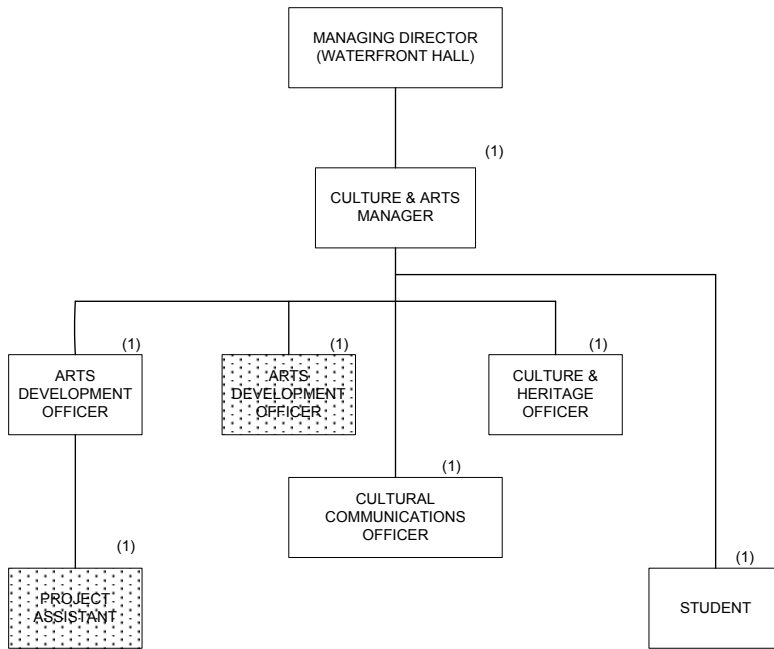 MANAGING DIRECTOR
(WATERFRONT HALL)
(1)
CULTURE & ARTS
MANAGER
(1)
ARTS
DEVELOPMENT
OFFICER
(1)
ARTS
DEVELOPMENT
OFFICER
(1)
CULTURE &
HERITAGE
OFFICER
(1)
CULTURAL
COMMUNICATIONS
OFFICER
(1)
PROJECT
ASSISTANT
(1)
STUDENT